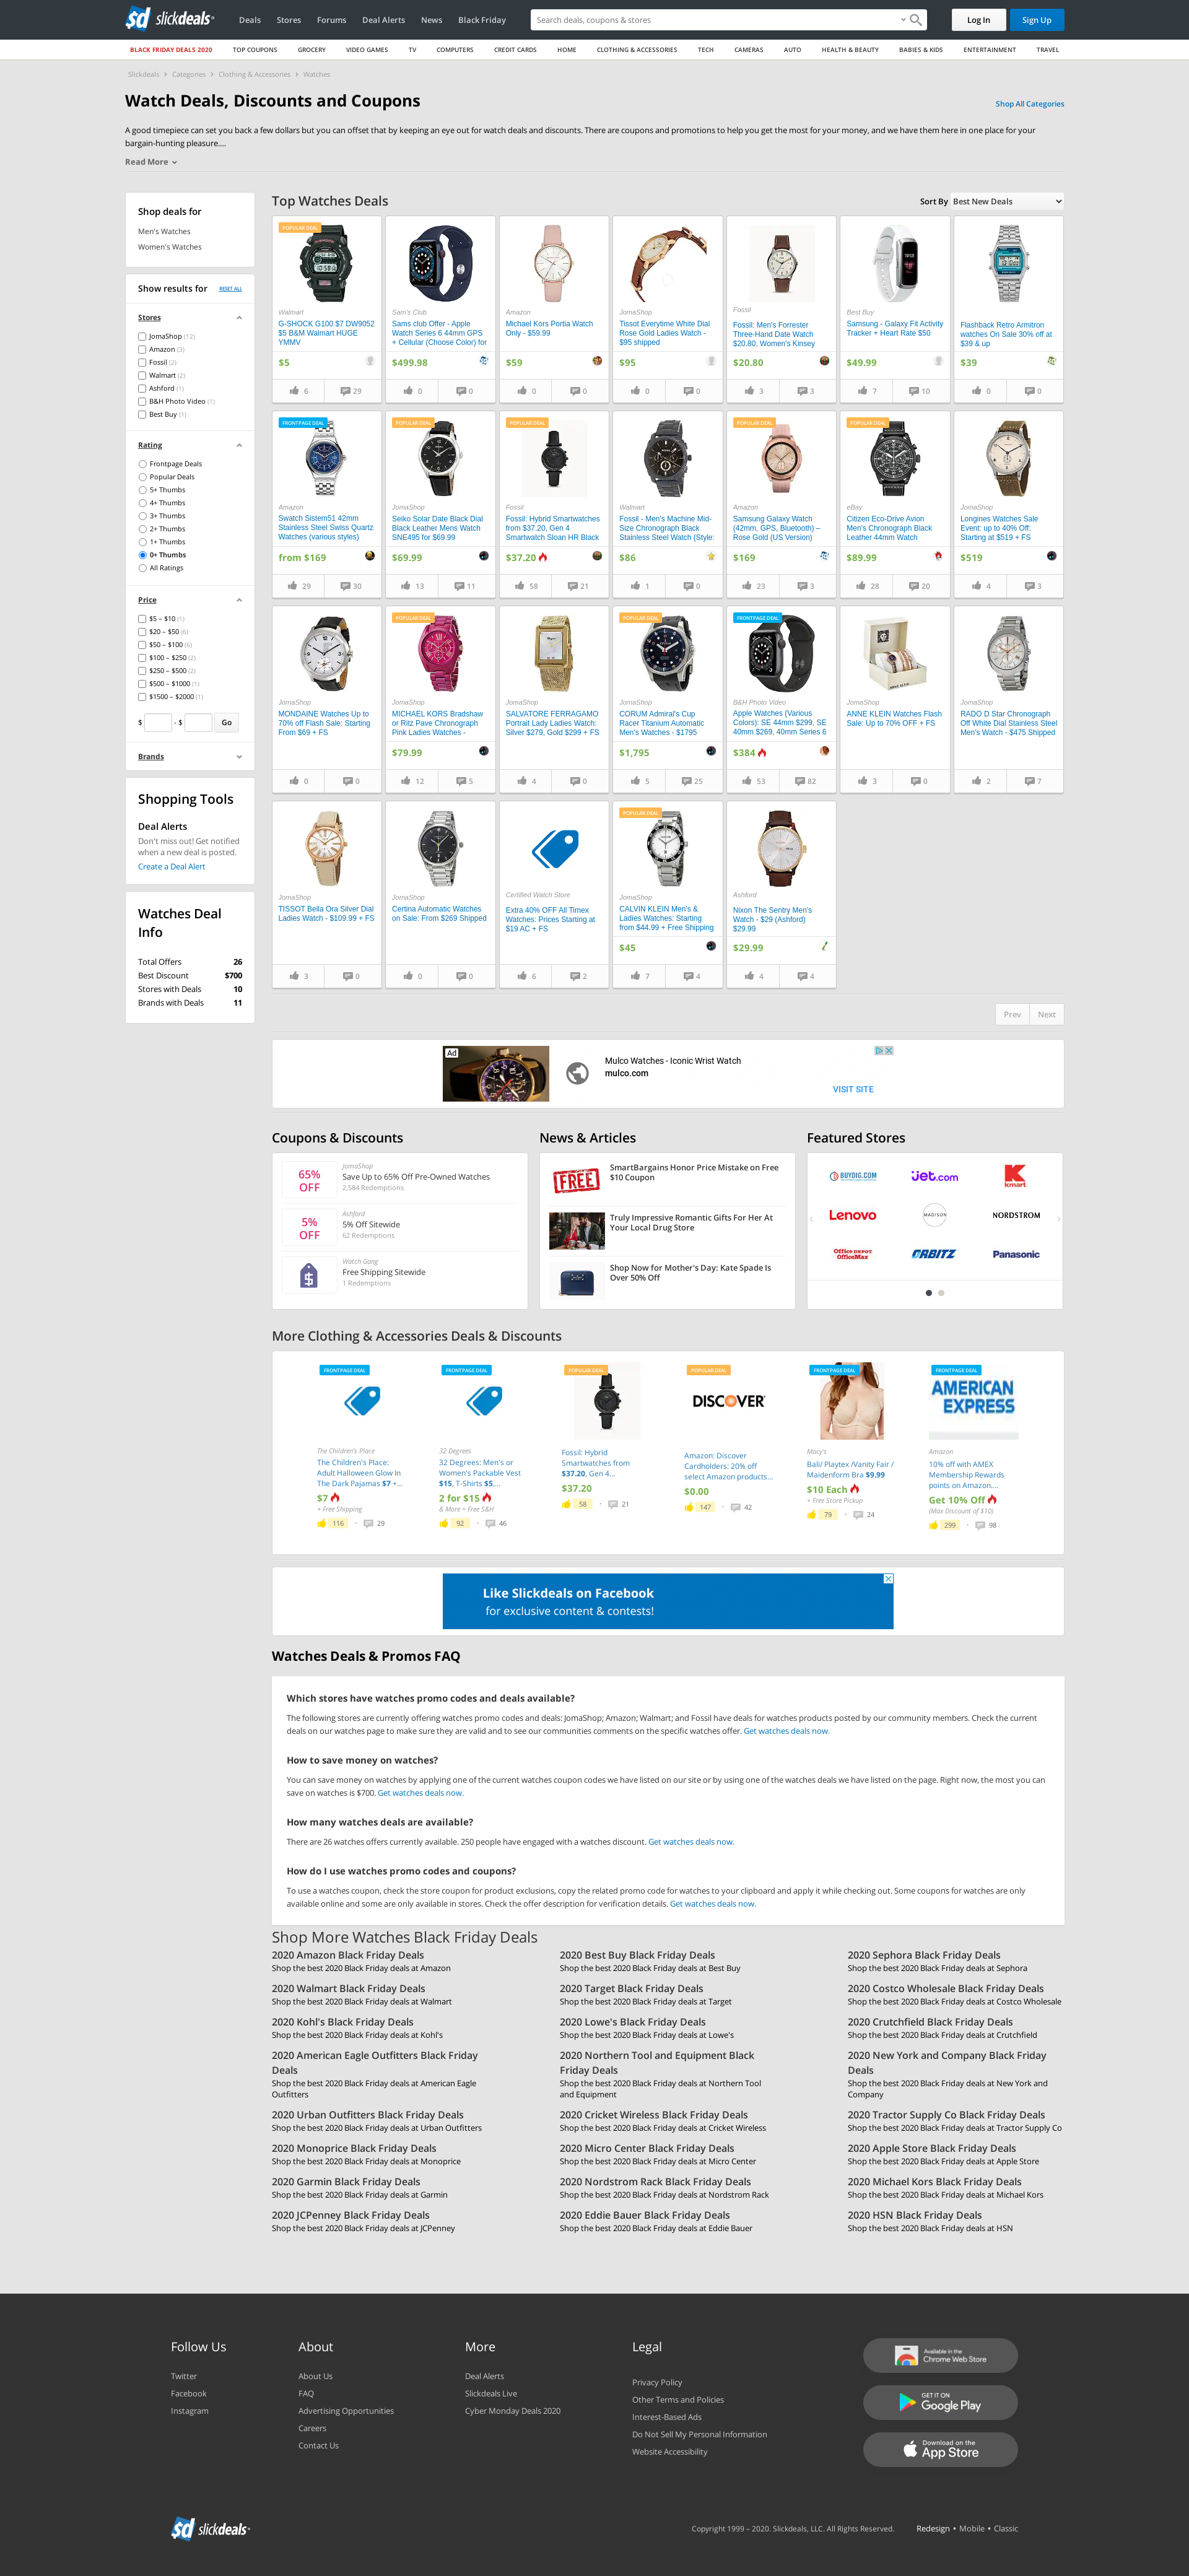 slickdeals
Deals Stores Forums Deal Alerts News Black Friday
Search deals, coupons & stores
Log In
Sign Up
BLACK FRIDAY DEALS 2020 TOP COUPONS GROCERY VIDEO GAMES TV COMPUTERS CREDIT CARDS HOME CLOTHING & ACCESSORIES TECH CAMERAS AUTO HEALTH & BEAUTY BABIES & KIDS ENTERTAINMENT TRAVEL
Slickdeals › Categories › Clothing & Accessories › Watches
Watch Deals, Discounts and Coupons
Shop All Categories
A good timepiece can set you back a few dollars but you can offset that by keeping an eye out for watch deals and discounts. There are coupons and promotions to help you get the most for your money, and we have them here in one place for your
bargain-hunting pleasure....
Read More
Shop deals for
Men's Watches
Women's Watches
Show results for
RESET ALL
Stores
JomaShop (12)
Amazon (3)
Fossil (2)
Walmart (2)
Ashford (1)
B&H Photo Video (1)
Best Buy (1)
Rating
Frontpage Deals
Popular Deals
5+ Thumbs
4+ Thumbs
3+ Thumbs
2+ Thumbs
1+ Thumbs
0+ Thumbs
All Ratings
Price
$5 – $10 (1)
$20 – $50 (6)
$50 – $100 (6)
$100 – $250 (2)
$250 – $500 (2)
$500 – $1000 (1)
$1500 – $2000 (1)
$ - $ Go
Brands
Shopping Tools
Deal Alerts
Don't miss out! Get notified
when a new deal is posted.
Create a Deal Alert
Watches Deal
Info
Total Offers 26
Best Discount $700
Stores with Deals 10
Brands with Deals 11
Top Watches Deals
Sort By Best New Deals
POPULAR DEAL
Walmart
G-SHOCK G100 $7 DW9052
$5 B&M Walmart HUGE
YMMV
$5
6 29
Sam's Club
Sams club Offer - Apple
Watch Series 6 44mm GPS
+ Cellular (Choose Color) for
$499.98
0 0
Amazon
Michael Kors Portia Watch
Only - $59.99
$59
0 0
JomaShop
Tissot Everytime White Dial
Rose Gold Ladies Watch -
$95 shipped
$95
0 0
Fossil
Fossil: Men's Forrester
Three-Hand Date Watch
$20.80, Women's Kinsey
$20.80
3 3
Best Buy
Samsung - Galaxy Fit Activity
Tracker + Heart Rate $50
$49.99
7 10
Flashback Retro Armitron
watches On Sale 30% off at
$39 & up
$39
0 0
FRONTPAGE DEAL
Amazon
Swatch Sistem51 42mm
Stainless Steel Swiss Quartz
Watches (various styles)
from $169
29 30
POPULAR DEAL
JomaShop
Seiko Solar Date Black Dial
Black Leather Mens Watch
SNE495 for $69.99
$69.99
13 11
POPULAR DEAL
Fossil
Fossil: Hybrid Smartwatches
from $37.20, Gen 4
Smartwatch Sloan HR Black
$37.20
58 21
Walmart
Fossil - Men's Machine Mid-
Size Chronograph Black
Stainless Steel Watch (Style:
$86
1 0
POPULAR DEAL
Amazon
Samsung Galaxy Watch
(42mm, GPS, Bluetooth) –
Rose Gold (US Version)
$169
23 3
POPULAR DEAL
eBay
Citizen Eco-Drive Avion
Men's Chronograph Black
Leather 44mm Watch
$89.99
28 20
JomaShop
Longines Watches Sale
Event: up to 40% Off:
Starting at $519 + FS
$519
4 3
JomaShop
MONDAINE Watches Up to
70% off Flash Sale: Starting
From $69 + FS
0 0
POPULAR DEAL
JomaShop
MICHAEL KORS Bradshaw
or Ritz Pave Chronograph
Pink Ladies Watches -
$79.99
12 5
JomaShop
SALVATORE FERRAGAMO
Portrait Lady Ladies Watch:
Silver $279, Gold $299 + FS
4 0
POPULAR DEAL
JomaShop
CORUM Admiral's Cup
Racer Titanium Automatic
Men's Watches - $1795
$1,795
5 25
FRONTPAGE DEAL
B&H Photo Video
Apple Watches (Various
Colors): SE 44mm $299, SE
40mm $269, 40mm Series 6
$384
53 82
JomaShop
ANNE KLEIN Watches Flash
Sale: Up to 70% OFF + FS
3 0
JomaShop
RADO D Star Chronograph
Off White Dial Stainless Steel
Men's Watch - $475 Shipped
2 7
JomaShop
TISSOT Bella Ora Silver Dial
Ladies Watch - $109.99 + FS
3 0
JomaShop
Certina Automatic Watches
on Sale: From $269 Shipped
0 0
Certified Watch Store
Extra 40% OFF All Timex
Watches: Prices Starting at
$19 AC + FS
6 2
POPULAR DEAL
JomaShop
CALVIN KLEIN Men's &
Ladies Watches: Starting
from $44.99 + Free Shipping
$45
7 4
Ashford
Nixon The Sentry Men's
Watch - $29 (Ashford)
$29.99
$29.99
4 4
Prev Next
Ad
Mulco Watches - Iconic Wrist Watch
mulco.com
VISIT SITE
Coupons & Discounts
65%
OFF
JomaShop
Save Up to 65% Off Pre-Owned Watches
2,584 Redemptions
5%
OFF
Ashford
5% Off Sitewide
62 Redemptions
Watch Gang
Free Shipping Sitewide
1 Redemptions
News & Articles
FREE
SmartBargains Honor Price Mistake on Free
$10 Coupon
Truly Impressive Romantic Gifts For Her At
Your Local Drug Store
Shop Now for Mother's Day: Kate Spade Is
Over 50% Off
Featured Stores
BUYDIG.COM jet.com kmart
Lenovo MADISON NORDSTROM
Office DEPOT OfficeMax ORBITZ Panasonic
More Clothing & Accessories Deals & Discounts
FRONTPAGE DEAL
The Children's Place
The Children's Place:
Adult Halloween Glow In
The Dark Pajamas $7 +...
$7
+ Free Shipping
116 29
FRONTPAGE DEAL
32 Degrees
32 Degrees: Men's or
Women's Packable Vest
$15, T-Shirts $5,...
2 for $15
& More + Free S&H
92 46
POPULAR DEAL
Fossil: Hybrid
Smartwatches from
$37.20, Gen 4...
$37.20
58 21
POPULAR DEAL
DISCOVER
Amazon: Discover
Cardholders: 20% off
select Amazon products...
$0.00
147 42
FRONTPAGE DEAL
Macy's
Bali/ Playtex /Vanity Fair /
Maidenform Bra $9.99
$10 Each
+ Free Store Pickup
79 24
FRONTPAGE DEAL
AMERICAN
EXPRESS
Amazon
10% off with AMEX
Membership Rewards
points on Amazon....
Get 10% Off
(Max Discount of $10)
299 98
Like Slickdeals on Facebook
for exclusive content & contests!
Watches Deals & Promos FAQ
Which stores have watches promo codes and deals available?
The following stores are currently offering watches promo codes and deals: JomaShop; Amazon; Walmart; and Fossil have deals for watches products posted by our community members. Check the current
deals on our watches page to make sure they are valid and to see our communities comments on the specific watches offer. Get watches deals now.
How to save money on watches?
You can save money on watches by applying one of the current watches coupon codes we have listed on our site or by using one of the watches deals we have listed on the page. Right now, the most you can
save on watches is $700. Get watches deals now.
How many watches deals are available?
There are 26 watches offers currently available. 250 people have engaged with a watches discount. Get watches deals now.
How do I use watches promo codes and coupons?
To use a watches coupon, check the store coupon for product exclusions, copy the related promo code for watches to your clipboard and apply it while checking out. Some coupons for watches are only
available online and some are only available in stores. Check the offer description for verification details. Get watches deals now.
Shop More Watches Black Friday Deals
2020 Amazon Black Friday Deals
Shop the best 2020 Black Friday deals at Amazon
2020 Best Buy Black Friday Deals
Shop the best 2020 Black Friday deals at Best Buy
2020 Sephora Black Friday Deals
Shop the best 2020 Black Friday deals at Sephora
2020 Walmart Black Friday Deals
Shop the best 2020 Black Friday deals at Walmart
2020 Target Black Friday Deals
Shop the best 2020 Black Friday deals at Target
2020 Costco Wholesale Black Friday Deals
Shop the best 2020 Black Friday deals at Costco Wholesale
2020 Kohl's Black Friday Deals
Shop the best 2020 Black Friday deals at Kohl's
2020 Lowe's Black Friday Deals
Shop the best 2020 Black Friday deals at Lowe's
2020 Crutchfield Black Friday Deals
Shop the best 2020 Black Friday deals at Crutchfield
2020 American Eagle Outfitters Black Friday
Deals
Shop the best 2020 Black Friday deals at American Eagle
Outfitters
2020 Northern Tool and Equipment Black
Friday Deals
Shop the best 2020 Black Friday deals at Northern Tool
and Equipment
2020 New York and Company Black Friday
Deals
Shop the best 2020 Black Friday deals at New York and
Company
2020 Urban Outfitters Black Friday Deals
Shop the best 2020 Black Friday deals at Urban Outfitters
2020 Cricket Wireless Black Friday Deals
Shop the best 2020 Black Friday deals at Cricket Wireless
2020 Tractor Supply Co Black Friday Deals
Shop the best 2020 Black Friday deals at Tractor Supply Co
2020 Monoprice Black Friday Deals
Shop the best 2020 Black Friday deals at Monoprice
2020 Micro Center Black Friday Deals
Shop the best 2020 Black Friday deals at Micro Center
2020 Apple Store Black Friday Deals
Shop the best 2020 Black Friday deals at Apple Store
2020 Garmin Black Friday Deals
Shop the best 2020 Black Friday deals at Garmin
2020 Nordstrom Rack Black Friday Deals
Shop the best 2020 Black Friday deals at Nordstrom Rack
2020 Michael Kors Black Friday Deals
Shop the best 2020 Black Friday deals at Michael Kors
2020 JCPenney Black Friday Deals
Shop the best 2020 Black Friday deals at JCPenney
2020 Eddie Bauer Black Friday Deals
Shop the best 2020 Black Friday deals at Eddie Bauer
2020 HSN Black Friday Deals
Shop the best 2020 Black Friday deals at HSN
Follow Us
Twitter
Facebook
Instagram
About
About Us
FAQ
Advertising Opportunities
Careers
Contact Us
More
Deal Alerts
Slickdeals Live
Cyber Monday Deals 2020
Legal
Privacy Policy
Other Terms and Policies
Interest-Based Ads
Do Not Sell My Personal Information
Website Accessibility
Available in the
Chrome Web Store
GET IT ON
Google Play
Download on the
App Store
slickdeals
Copyright 1999 – 2020. Slickdeals, LLC. All Rights Reserved.
Redesign • Mobile • Classic